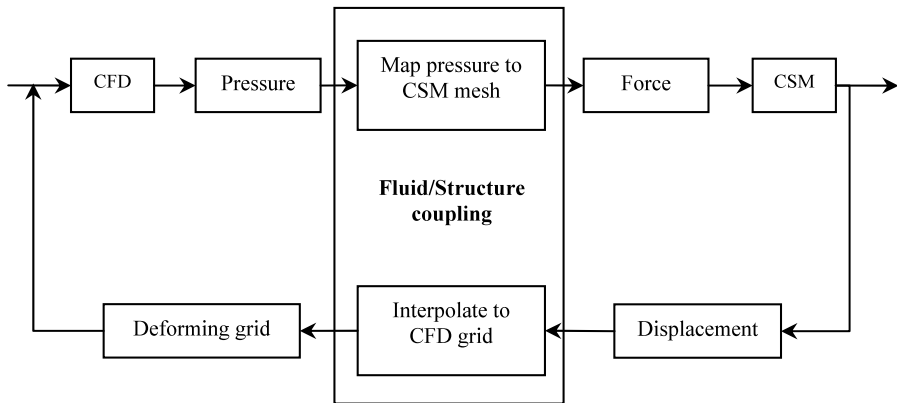 CFD
Pressure
Map pressure to
CSM mesh
Force
CSM
Fluid/Structure
coupling
Deforming grid
Interpolate to
CFD grid
Displacement